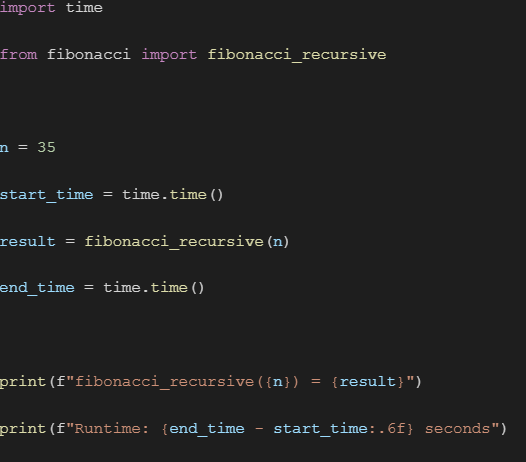 import time
from fibonacci import fibonacci_recursive
n = 35
start_time = time.time()
result = fibonacci_recursive(n)
end_time = time.time()
print(f"fibonacci_recursive({n}) = {result}")
print(f"Runtime: {end_time - start_time:.6f} seconds")